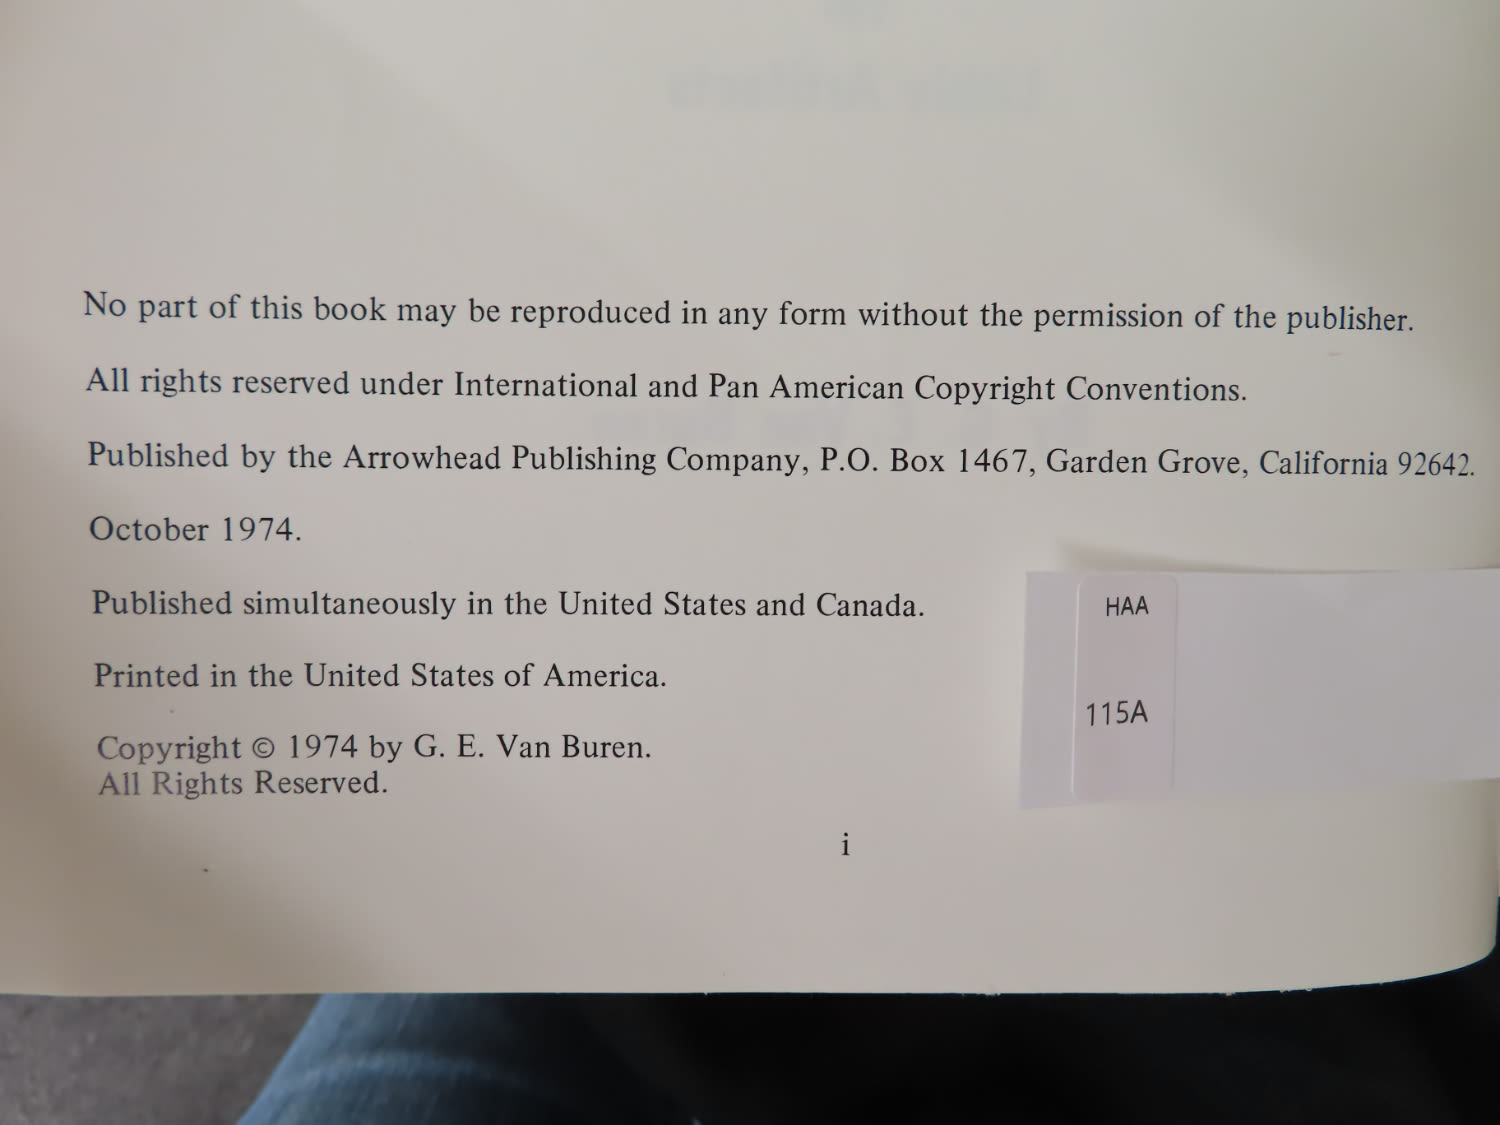 No part of this book may be reproduced in any form without the permission of the publisher.
All rights reserved under International and Pan American Copyright Conventions.
Published by the Arrowhead Publishing Company, P.O. Box 1467, Garden Grove, California 92642.
October 1974.
Published simultaneously in the United States and Canada.
Printed in the United States of America.
Copyright © 1974 by G. E. Van Buren.
All Rights Reserved.
i
HAA
115A